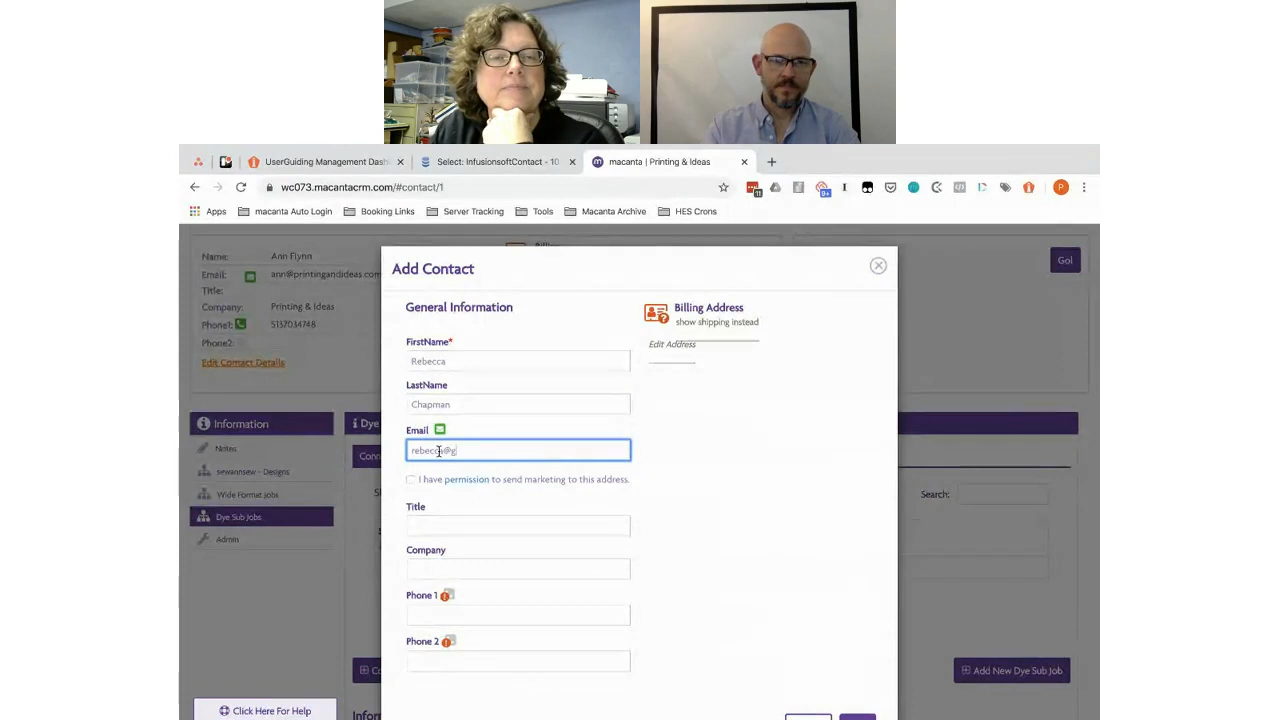 UserGuiding Management Dash
Select: InfusionsoftContact - 10
macanta | Printing & Ideas
wc073.macantacrm.com/#contact/1
11
9+
P
Apps
macanta Auto Login
Booking Links
Server Tracking
Tools
Macanta Archive
HES Crons
Name: Ann Flynn
Email: ann@printingandideas.com
Title:
Company: Printing & Ideas
Phone1: 5137034748
Phone2:
Edit Contact Details
Go!
Add Contact
General Information
FirstName*
Rebecca
LastName
Chapman
Email
rebecca@g
I have permission to send marketing to this address.
Title
Company
Phone 1
Phone 2
Billing Address
show shipping instead
Edit Address
Information
Notes
sewannsew - Designs
Wide Format Jobs
Dye Sub Jobs
Admin
Dye
Conn
Search:
Add New Dye Sub Job
Click Here For Help